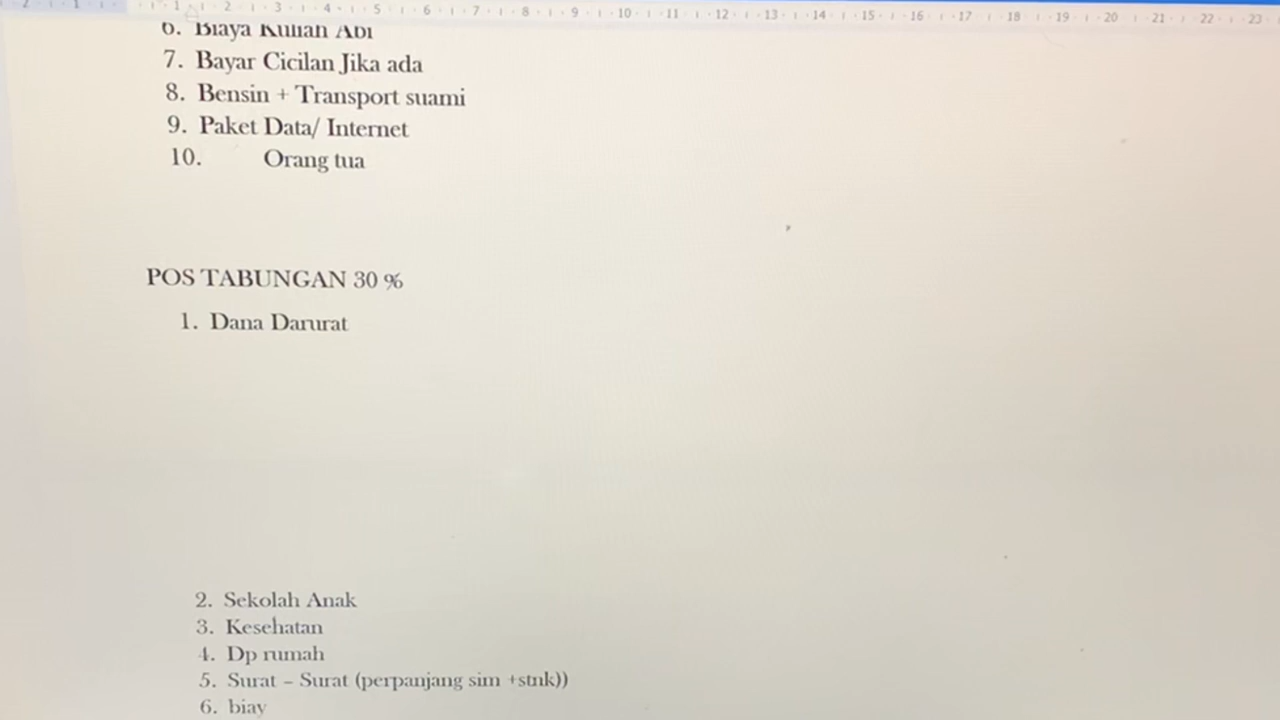 6. Biaya Kuliah Abi
7. Bayar Cicilan Jika ada
8. Bensin + Transport suami
9. Paket Data/ Internet
10. Orang tua
POS TABUNGAN 30 %
1. Dana Darurat
2. Sekolah Anak
3. Kesehatan
4. Dp rumah
5. Surat – Surat (perpanjang sim +stnk))
6. biay